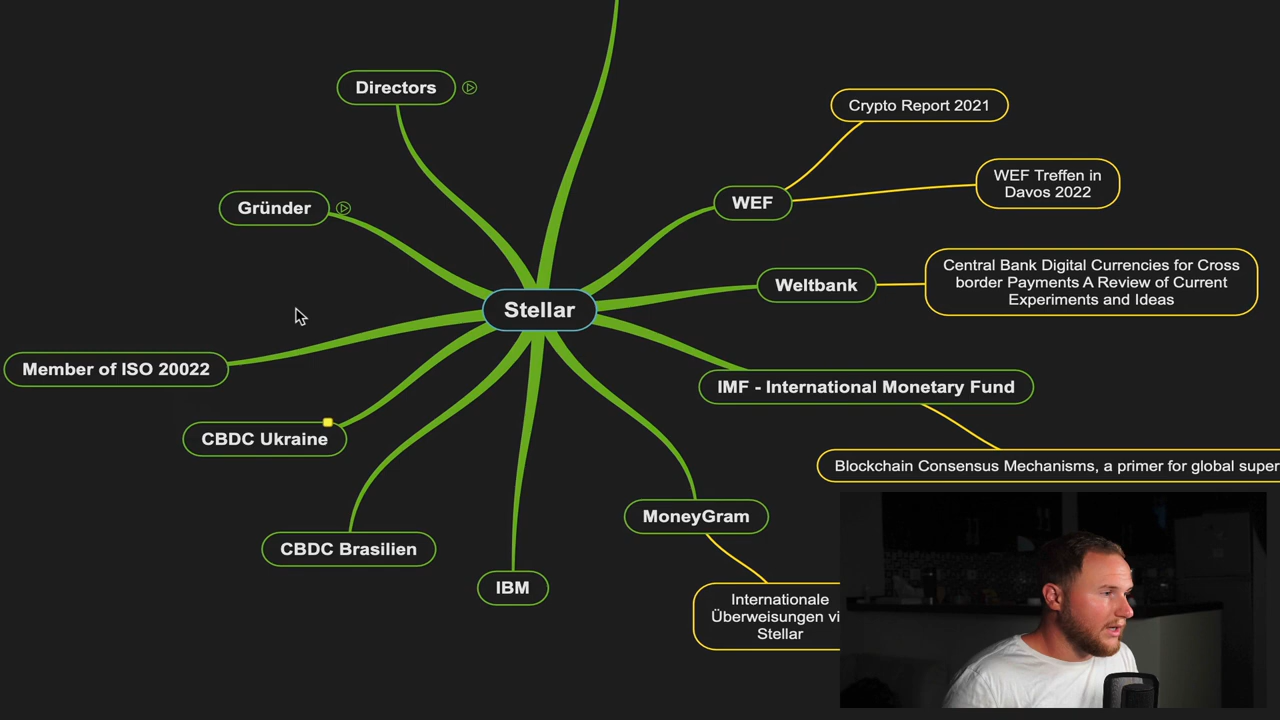 Directors
Crypto Report 2021
WEF Treffen in
Davos 2022
WEF
Gründer
Central Bank Digital Currencies for Cross
border Payments A Review of Current
Experiments and Ideas
Weltbank
Stellar
Member of ISO 20022
IMF - International Monetary Fund
CBDC Ukraine
Blockchain Consensus Mechanisms, a primer for global super
MoneyGram
CBDC Brasilien
IBM
Internationale
Überweisungen vi
Stellar